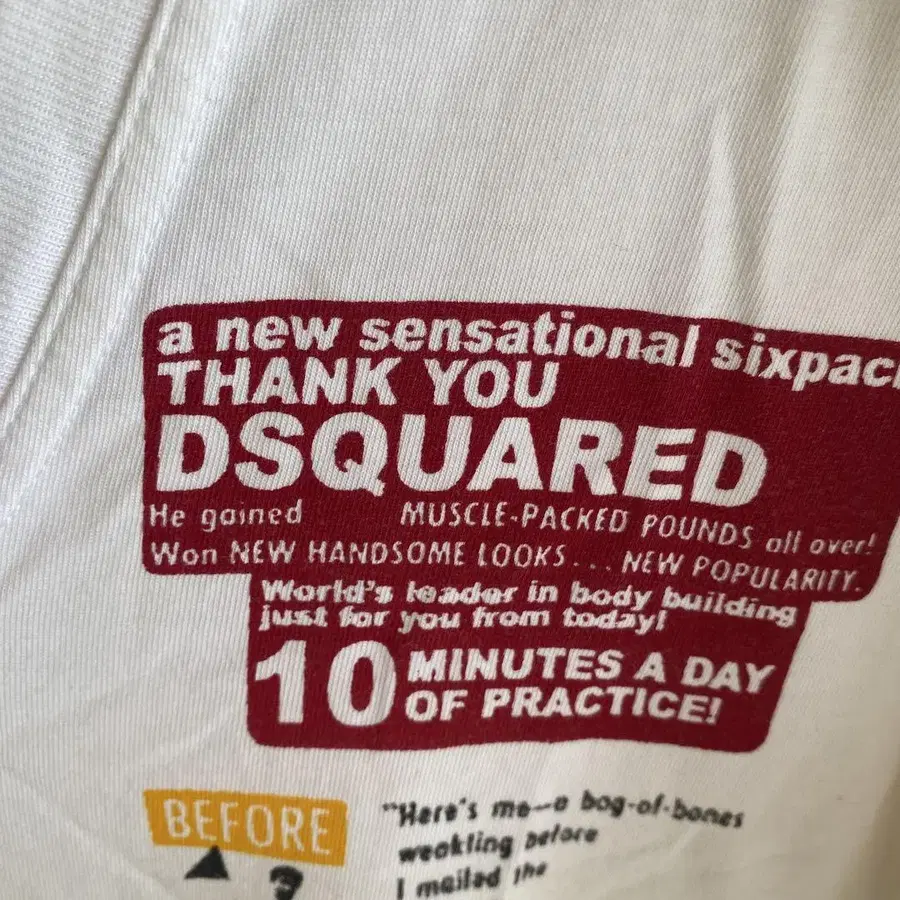 a new sensational sixpac
THANK YOU
DSQUARED
He gained MUSCLE-PACKED POUNDS all over!
Won NEW HANDSOME LOOKS... NEW POPULARITY.
World's leader in body building
just for you from today!
10 MINUTES A DAY
OF PRACTICE!
BEFORE
"Here's me—a bag-of-bones
weakling before
I mailed the